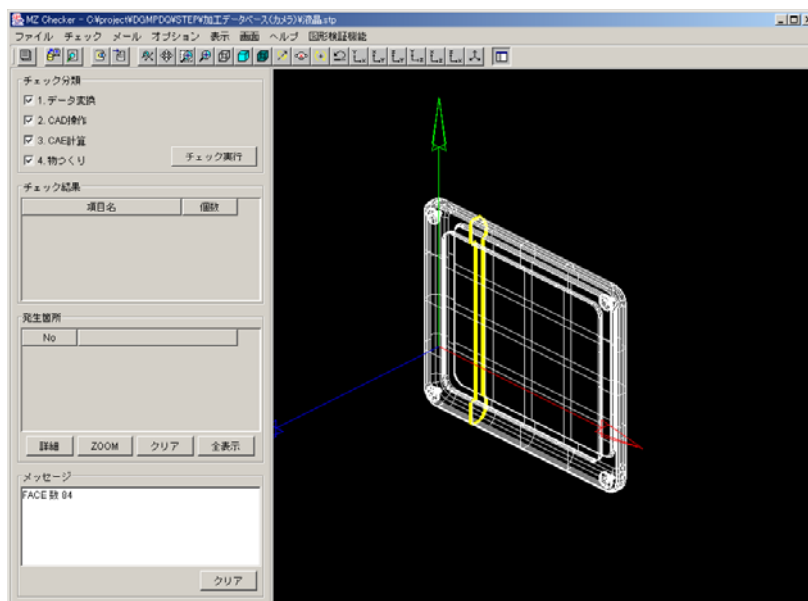 MZ Checker - C:¥project¥DGMPDQ¥STEP¥加工データベース(カメラ)¥液晶.stp
ファイル チェック メール オプション 表示 画面 ヘルプ 図形検証機能
チェック分類
1. データ変換
2. CAD操作
3. CAE計算
4. 物つくり
チェック実行
チェック結果
項目名 個数
発生箇所
No
詳細 ZOOM クリア 全表示
メッセージ
FACE 数 84
クリア